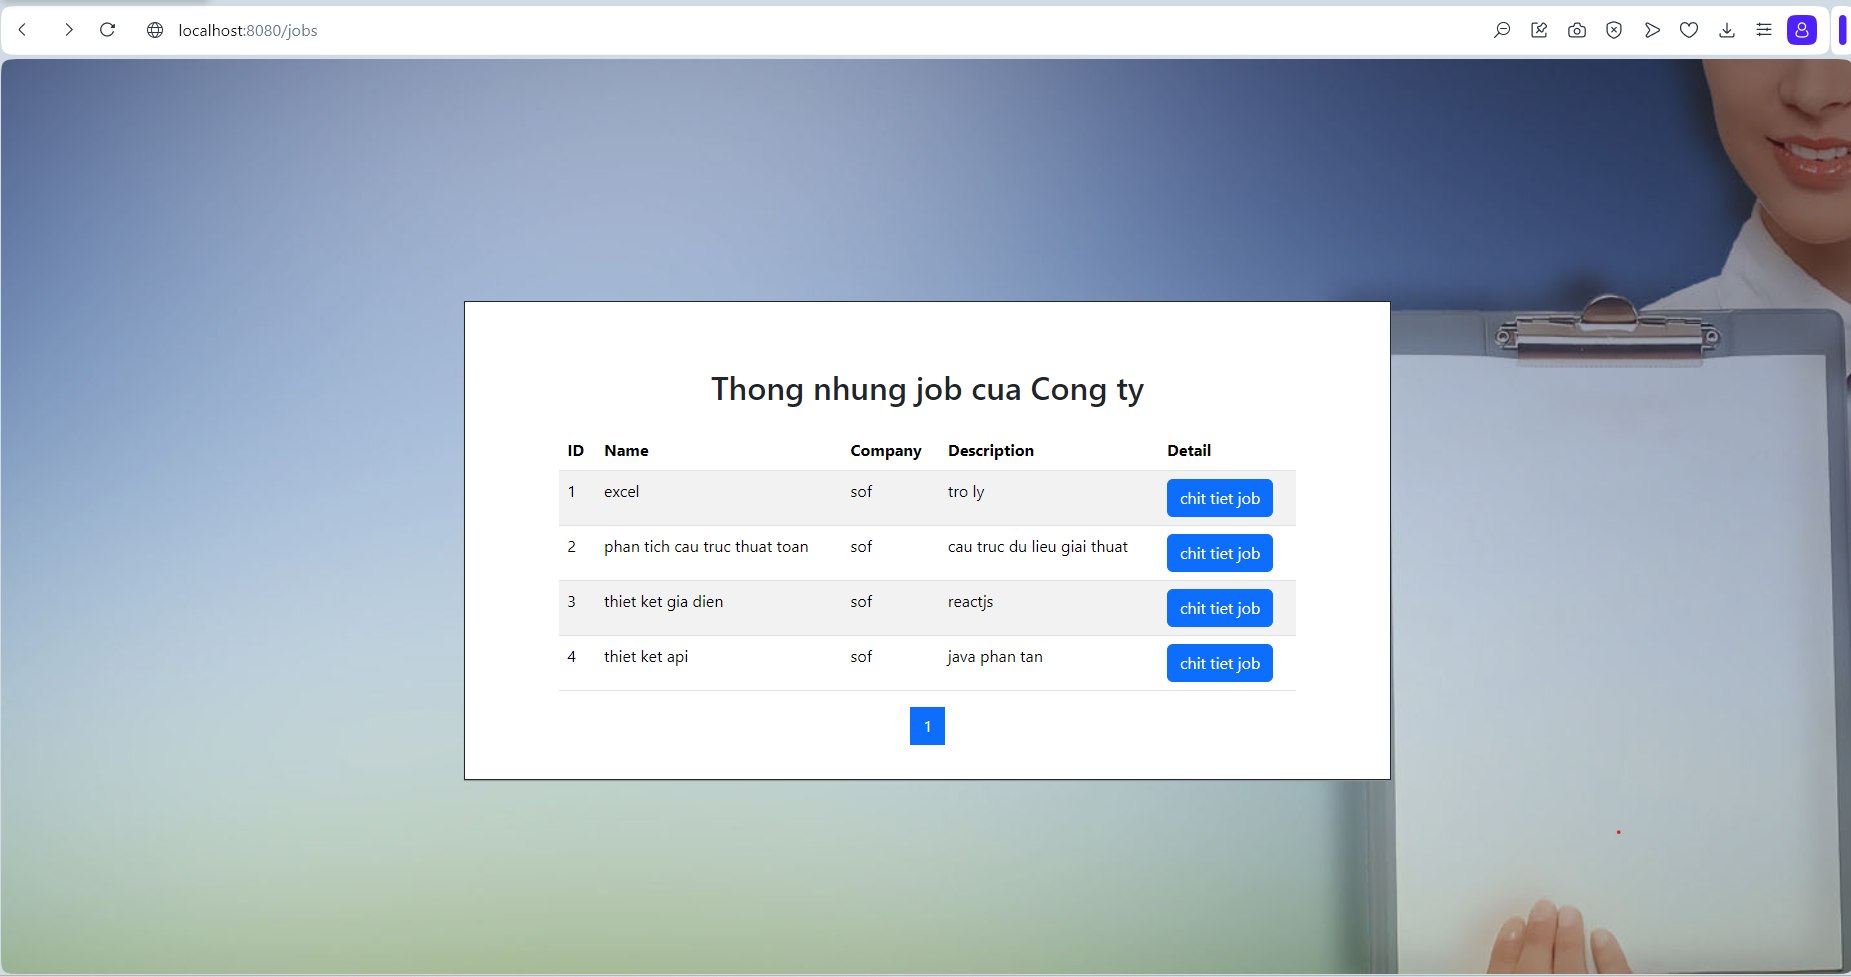 localhost:8080/jobs
Thong nhung job cua Cong ty
ID Name Company Description Detail
1 excel sof tro ly chit tiet job
2 phan tich cau truc thuat toan sof cau truc du lieu giai thuat chit tiet job
3 thiet ket gia dien sof reactjs chit tiet job
4 thiet ket api sof java phan tan chit tiet job
1